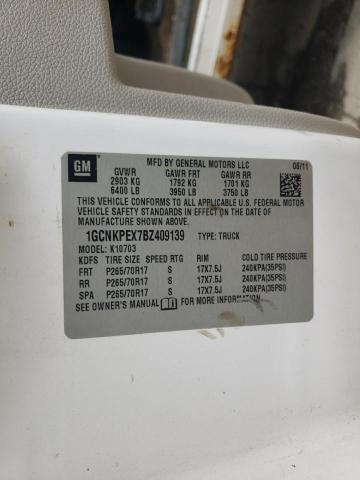 GM
MFD BY GENERAL MOTORS LLC 06/11
GVWR GAWR FRT GAWR RR
2903 KG 1792 KG 1701 KG
6400 LB 3950 LB 3750 LB
THIS VEHICLE CONFORMS TO ALL APPLICABLE U.S. FEDERAL MOTOR
VEHICLE SAFETY STANDARDS IN EFFECT ON THE DATE OF
MANUFACTURE SHOWN ABOVE.
1GCNKPEX7BZ409139 TYPE: TRUCK
MODEL: K10703
KDFS TIRE SIZE SPEED RTG RIM COLD TIRE PRESSURE
FRT P265/70R17 S 17X7.5J 240KPA(35PSI)
RR P265/70R17 S 17X7.5J 240KPA(35PSI)
SPA P265/70R17 S 17X7.5J 240KPA(35PSI)
SEE OWNER'S MANUAL FOR MORE INFORMATION.